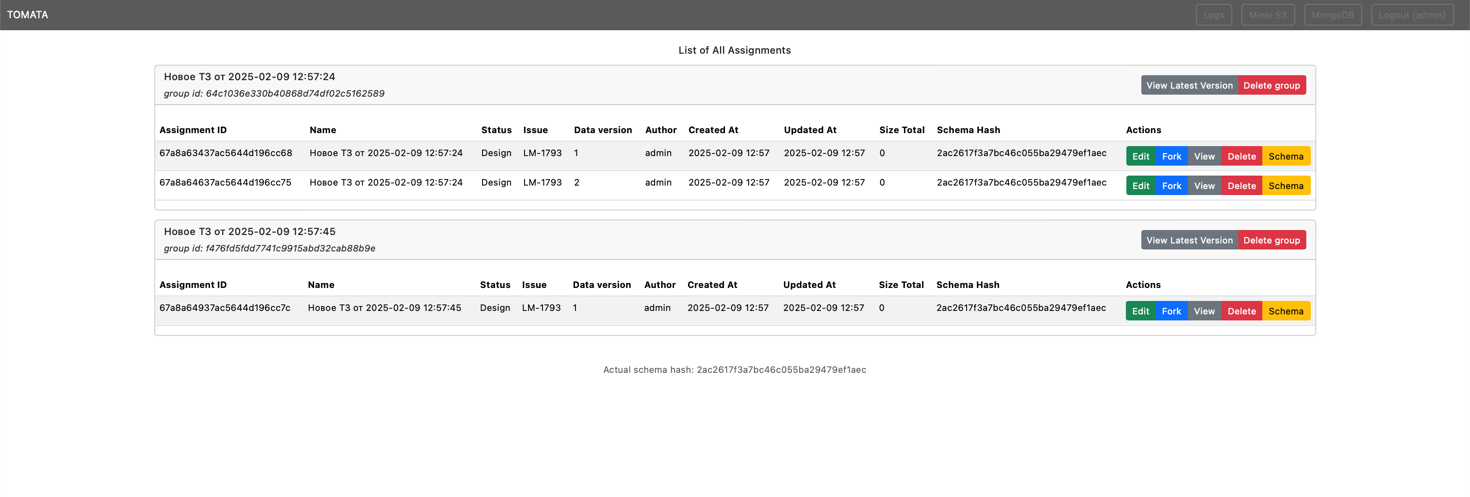 TOMATA Logs Minio S3 MongoDB Logout [admin]
List of All Assignments
Новое ТЗ от 2025-02-09 12:57:24
group id: 64c1036e330b40868d74df02c5162589
View Latest Version Delete group
Assignment ID Name Status Issue Data version Author Created At Updated At Size Total Schema Hash Actions
67a8a63437ac5644d196cc68 Новое ТЗ от 2025-02-09 12:57:24 Design LM-1793 1 admin 2025-02-09 12:57 2025-02-09 12:57 0 2ac2617f3a7bc46c055ba29479ef1aec Edit Fork View Delete Schema
67a8a64637ac5644d196cc75 Новое ТЗ от 2025-02-09 12:57:24 Design LM-1793 2 admin 2025-02-09 12:57 2025-02-09 12:57 0 2ac2617f3a7bc46c055ba29479ef1aec Edit Fork View Delete Schema
Новое ТЗ от 2025-02-09 12:57:45
group id: f476fd5fdd7741c9915abd32cab88b9e
View Latest Version Delete group
Assignment ID Name Status Issue Data version Author Created At Updated At Size Total Schema Hash Actions
67a8a64937ac5644d196cc7c Новое ТЗ от 2025-02-09 12:57:45 Design LM-1793 1 admin 2025-02-09 12:57 2025-02-09 12:57 0 2ac2617f3a7bc46c055ba29479ef1aec Edit Fork View Delete Schema
Actual schema hash: 2ac2617f3a7bc46c055ba29479ef1aec